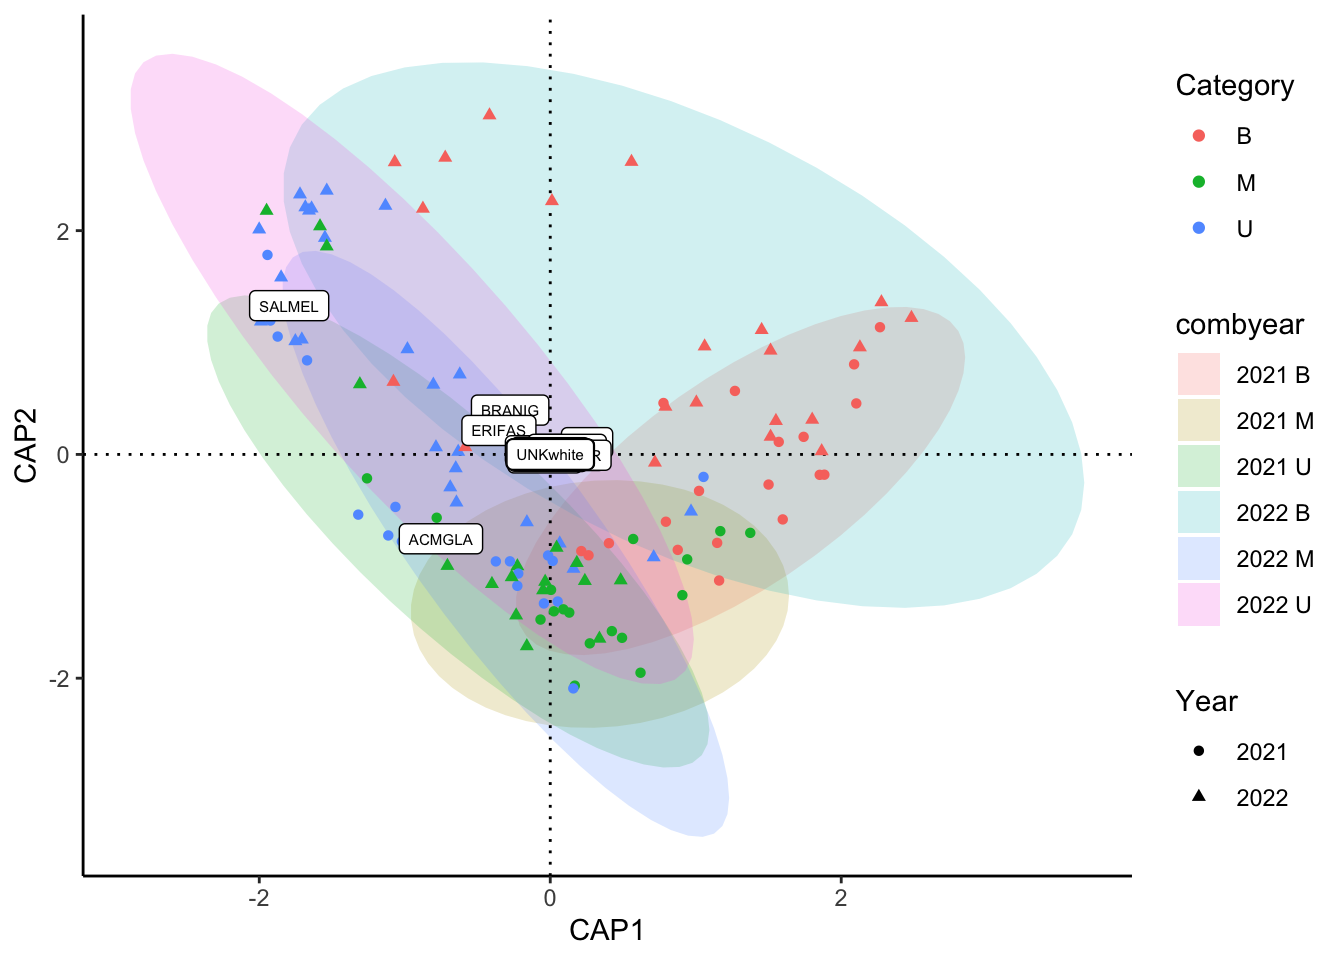 CAP2
2
0
-2
SALMEL
BRANIG
ERIFAS
R
UNKwhite
ACMGLA
-2
0
2
CAP1
Category
B
M
U
combyear
2021 B
2021 M
2021 U
2022 B
2022 M
2022 U
Year
2021
2022